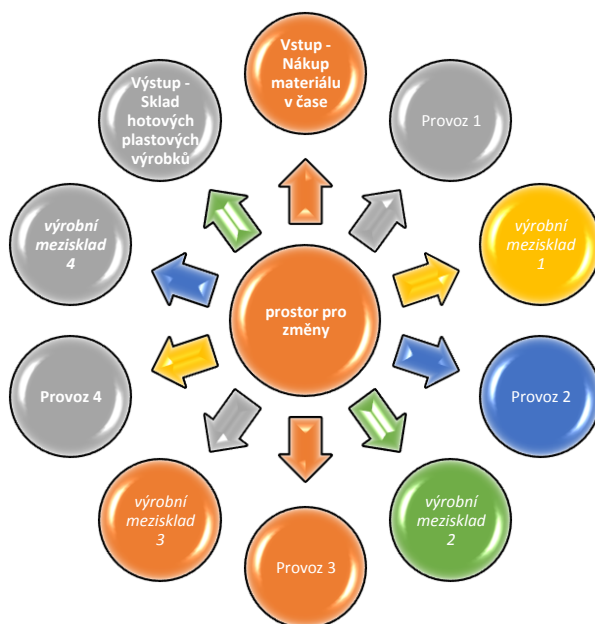 Vstup -
Nákup
materiálu
v čase
Provoz 1
výrobní
mezisklad
1
Provoz 2
výrobní
mezisklad
2
Provoz 3
výrobní
mezisklad
3
Provoz 4
výrobní
mezisklad
4
Výstup -
Sklad
hotových
plastových
výrobků
prostor pro
změny